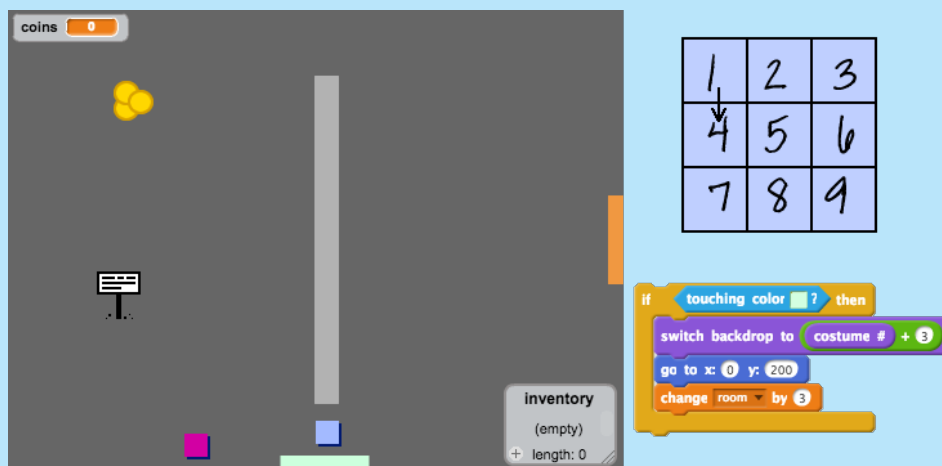 coins 0
1 2 3
4 5 6
7 8 9
if touching color ? then
switch backdrop to costume # + 3
go to x: 0 y: 200
change room by 3
inventory
(empty)
+ length: 0